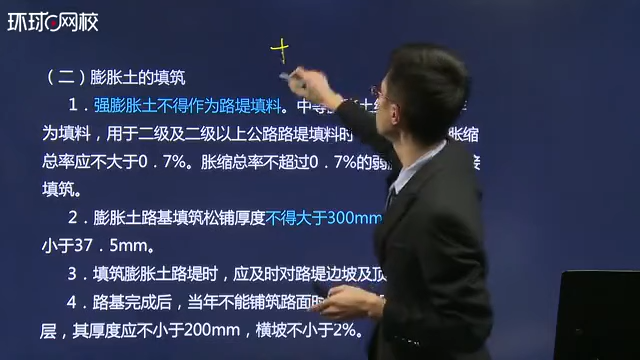 环球网校
十
（二）膨胀土的填筑
1．强膨胀土不得作为路堤填料。中等
为填料，用于二级及二级以上公路路堤填料时 胀缩
总率应不大于0．7%。胀缩总率不超过0．7%的弱 接
填筑。
2．膨胀土路基填筑松铺厚度不得大于300mm
小于37．5mm。
3．填筑膨胀土路堤时，应及时对路堤边坡及顶
4．路基完成后，当年不能铺筑路面时
层，其厚度应不小于200mm，横坡不小于2%。